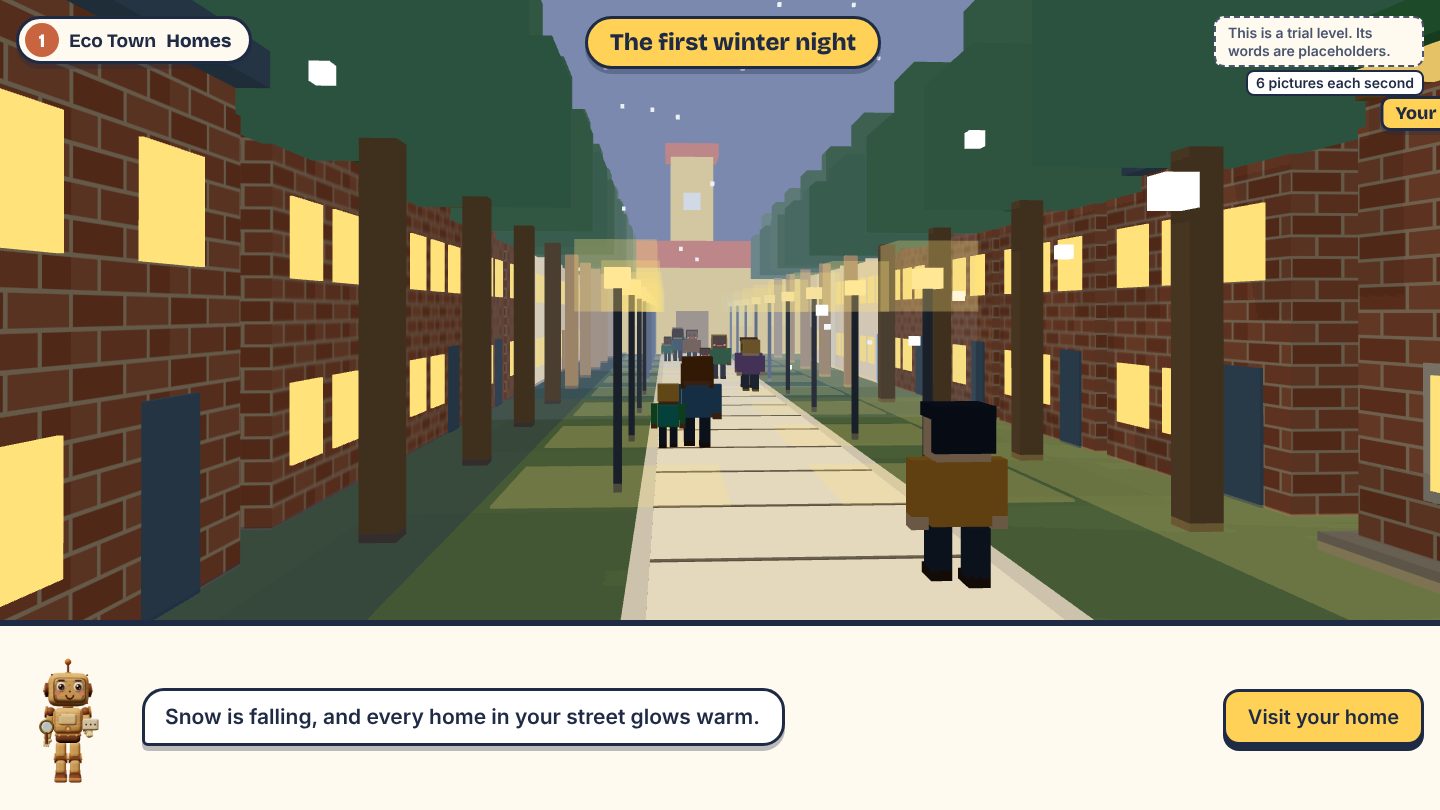 1 Eco Town Homes
The first winter night
This is a trial level. Its
words are placeholders.
6 pictures each second
Your
Snow is falling, and every home in your street glows warm.
Visit your home